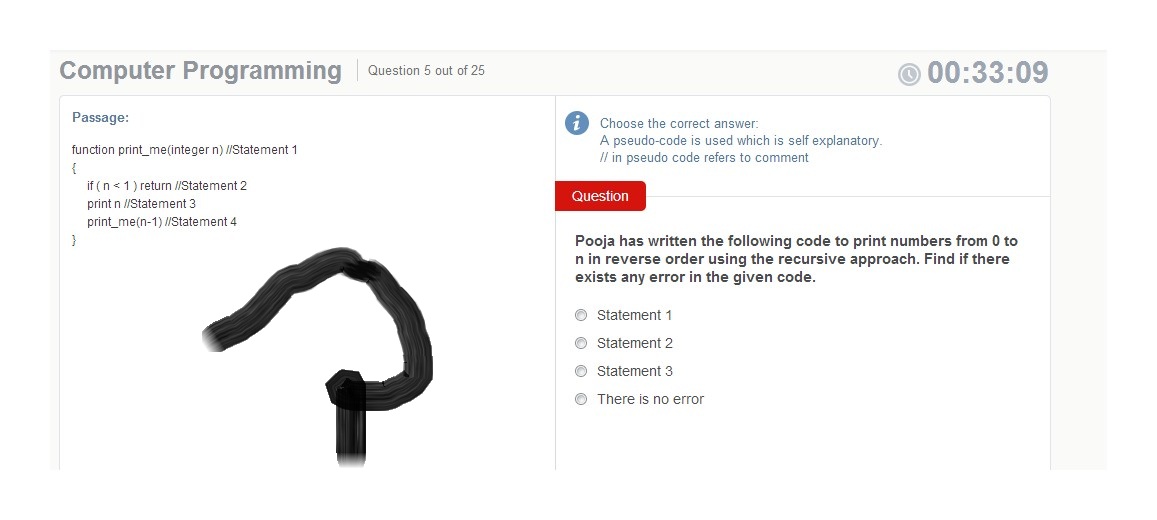 Computer Programming
Question 5 out of 25
00:33:09
Passage:
function print_me(integer n) //Statement 1
{
if ( n < 1 ) return //Statement 2
print n //Statement 3
print_me(n-1) //Statement 4
}
Choose the correct answer:
A pseudo-code is used which is self explanatory.
// in pseudo code refers to comment
Question
Pooja has written the following code to print numbers from 0 to
n in reverse order using the recursive approach. Find if there
exists any error in the given code.
Statement 1
Statement 2
Statement 3
There is no error